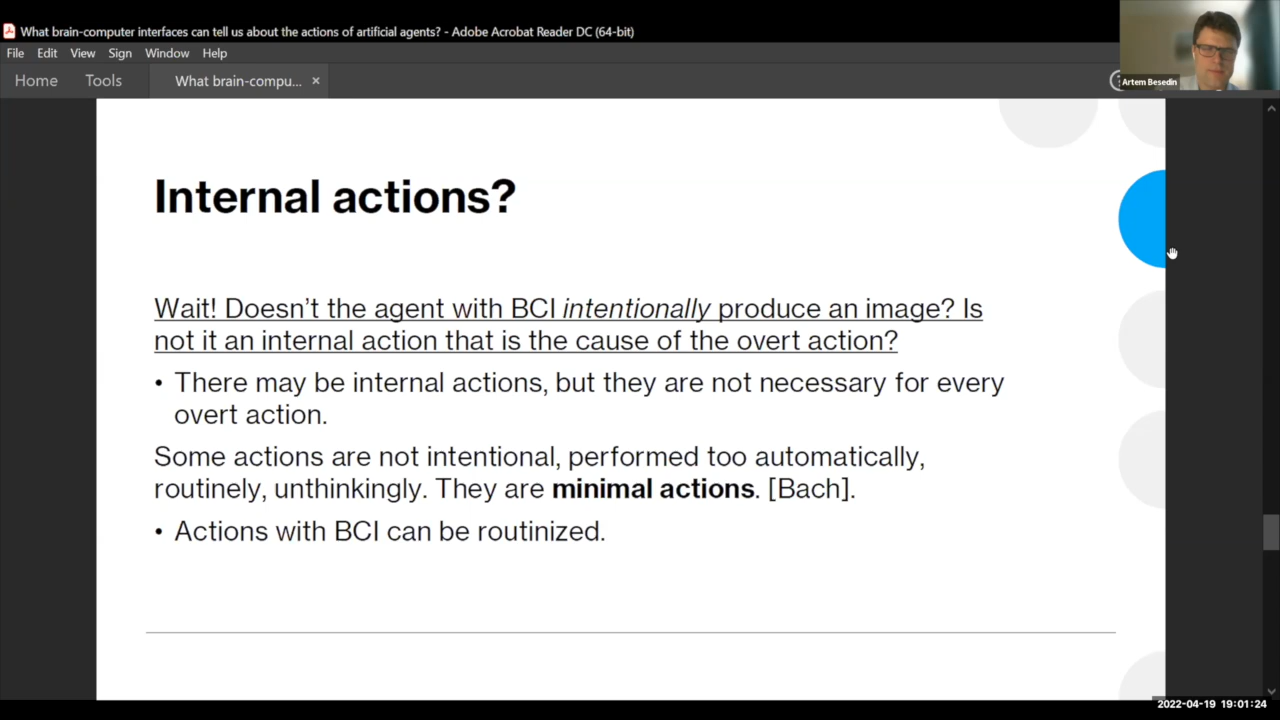 What brain-computer interfaces can tell us about the actions of artificial agents? - Adobe Acrobat Reader DC (64-bit)
File Edit View Sign Window Help
Home Tools What brain-compu... ×
Artem Besedin
Internal actions?
Wait! Doesn’t the agent with BCI intentionally produce an image? Is
not it an internal action that is the cause of the overt action?
• There may be internal actions, but they are not necessary for every
overt action.
Some actions are not intentional, performed too automatically,
routinely, unthinkingly. They are minimal actions. [Bach].
• Actions with BCI can be routinized.
2022-04-19 19:01:24